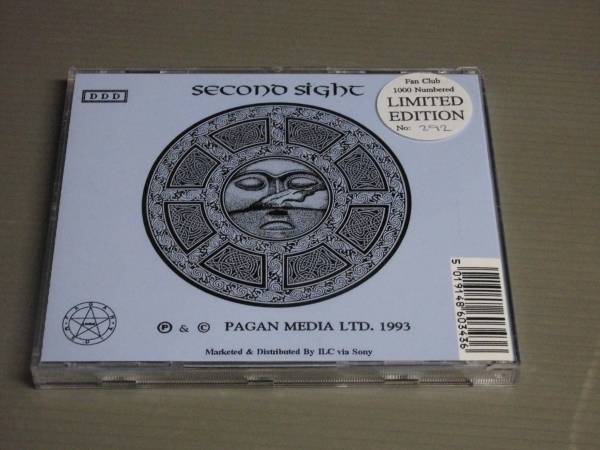 DDD
SECOND SIGHT
Fan Club
1000 Numbered
LIMITED
EDITION
No: 292
Ⓟ & © PAGAN MEDIA LTD. 1993
Marketed & Distributed By ILC via Sony
5 019148 603436